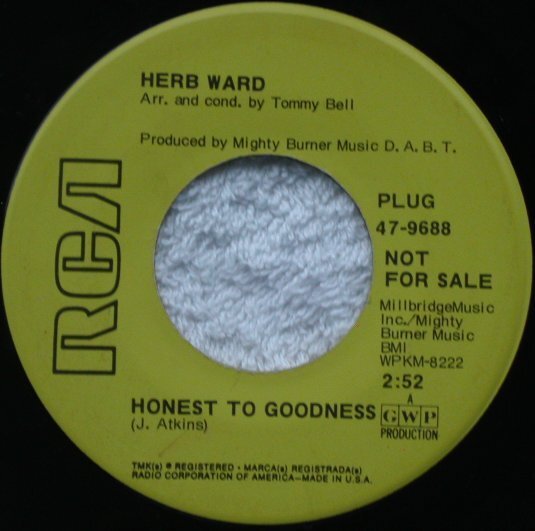 HERB WARD
Arr. and cond. by Tommy Bell
Produced by Mighty Burner Music D. A. B. T.
RCA
PLUG
47-9688
NOT
FOR SALE
MillbridgeMusic
Inc./Mighty
Burner Music
BMI
WPKM-8222
2:52
HONEST TO GOODNESS
(J. Atkins)
A
GWP
PRODUCTION
TMK(s) ® REGISTERED • MARCA(s) REGISTRADA(s)
RADIO CORPORATION OF AMERICA—MADE IN U.S.A.